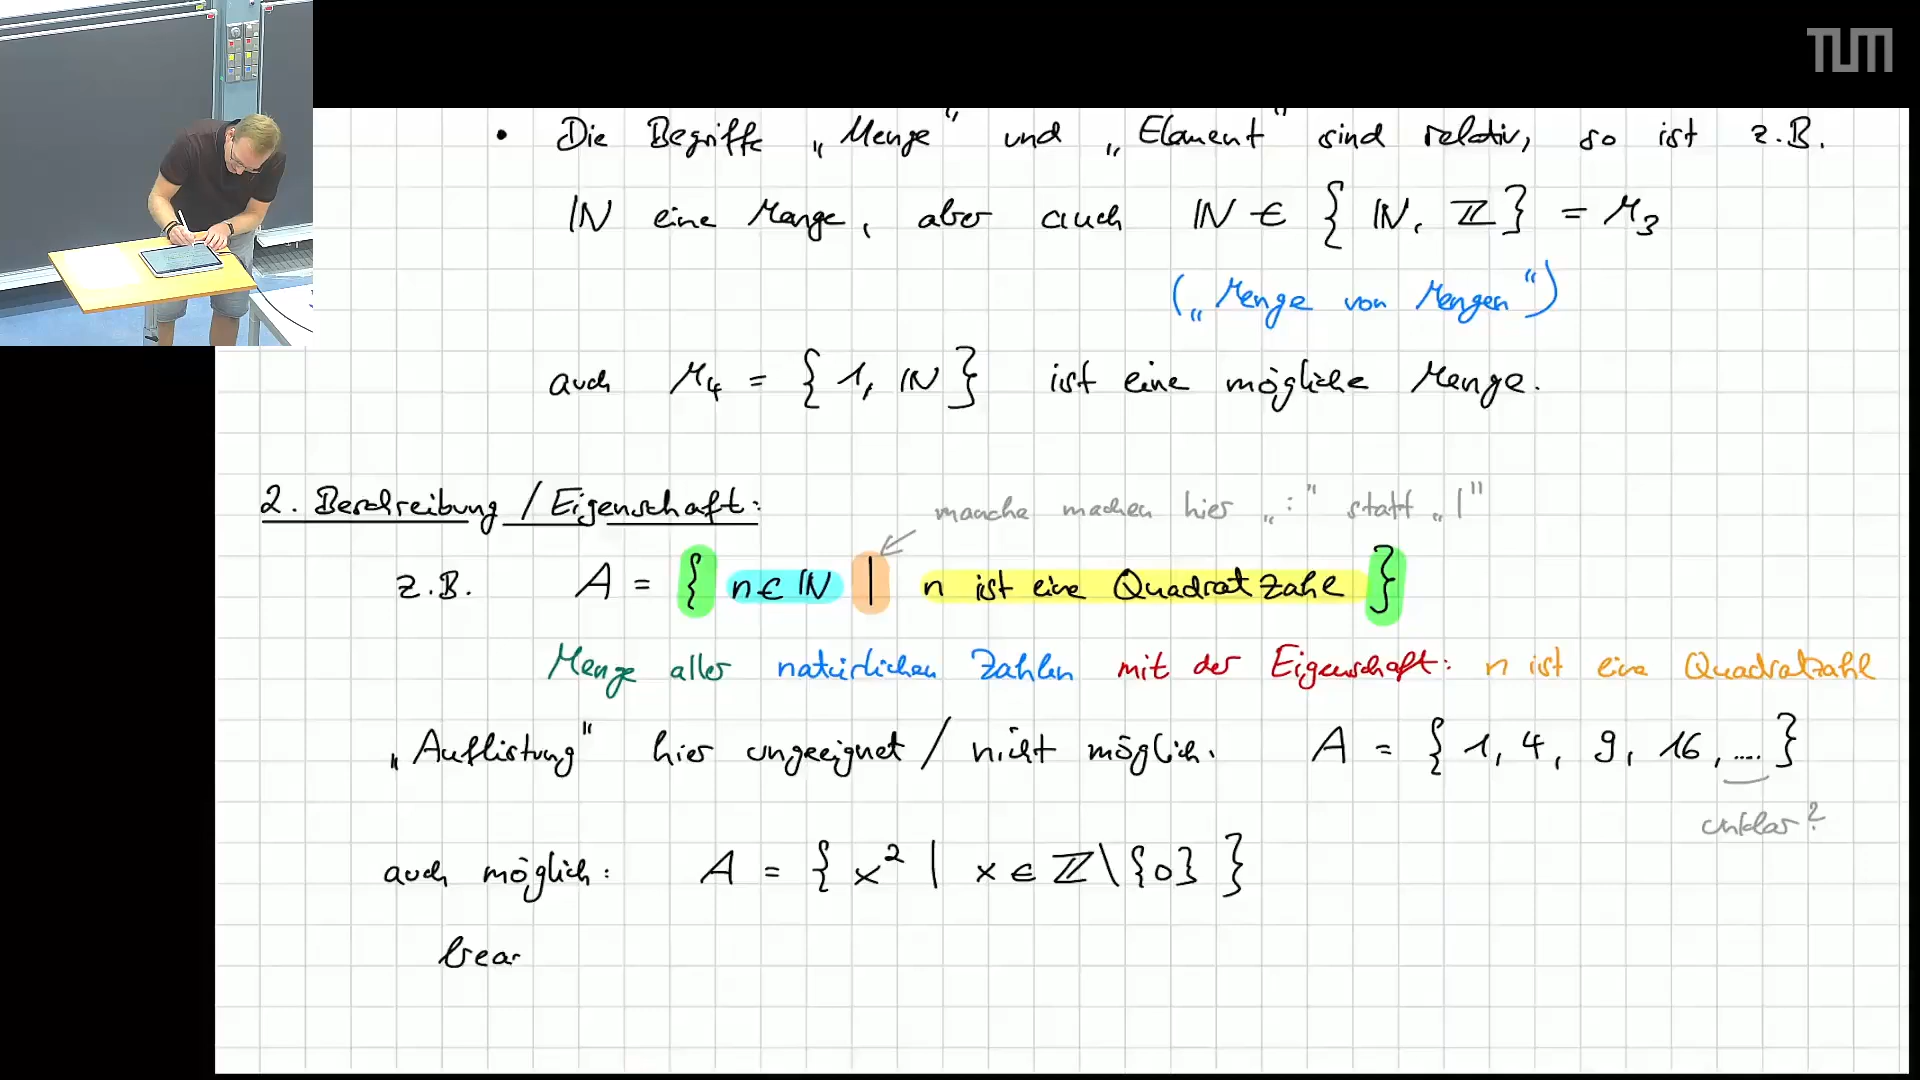 TUM
• Die Begriffe „Menge“ und „Element“ sind relativ, so ist z.B.
ℕ eine Menge, aber auch ℕ ∈ { ℕ, ℤ } = M₃
(„Menge von Mengen“)
auch M₄ = { 1, ℕ } ist eine mögliche Menge.
2. Beschreibung / Eigenschaft:
manche machen hier „:“ statt „|“
z.B. A = { n ∈ ℕ | n ist eine Quadratzahl }
Menge aller natürlichen Zahlen mit der Eigenschaft: n ist eine Quadratzahl
„Auflistung“ hier ungeeignet / nicht möglich. A = { 1, 4, 9, 16, .... }
unklar?
auch möglich: A = { x² | x ∈ ℤ \ {0} }
bear